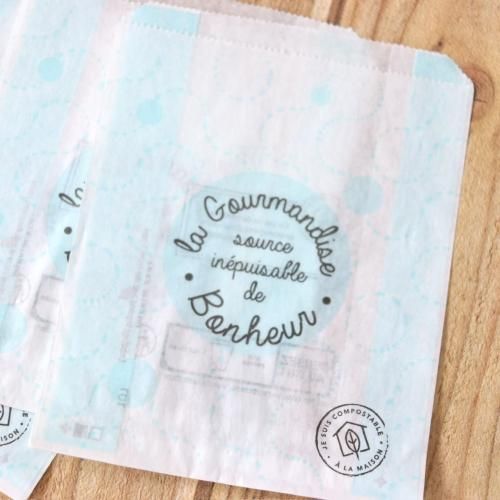 la Gourmandise
source
inépuisable
de
Bonheur
JE SUIS COMPOSTABLE
À LA MAISON